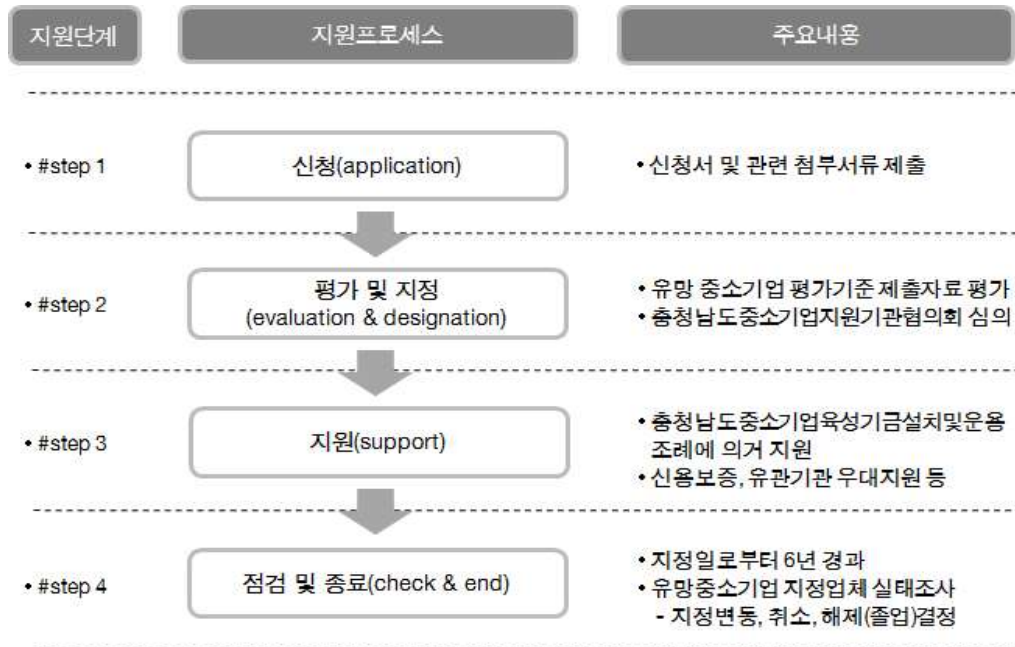 지원단계 지원프로세스 주요내용
• #step 1 신청(application) • 신청서 및 관련 첨부서류 제출
• #step 2 평가 및 지정
(evaluation & designation)
• 유망 중소기업 평가기준 제출자료 평가
• 충청남도중소기업지원기관협의회 심의
• #step 3 지원(support)
• 충청남도중소기업육성기금설치및운용
조례에 의거 지원
• 신용보증, 유관기관 우대지원 등
• #step 4 점검 및 종료(check & end)
• 지정일로부터 6년 경과
• 유망중소기업 지정업체 실태조사
- 지정변동, 취소, 해제(졸업)결정